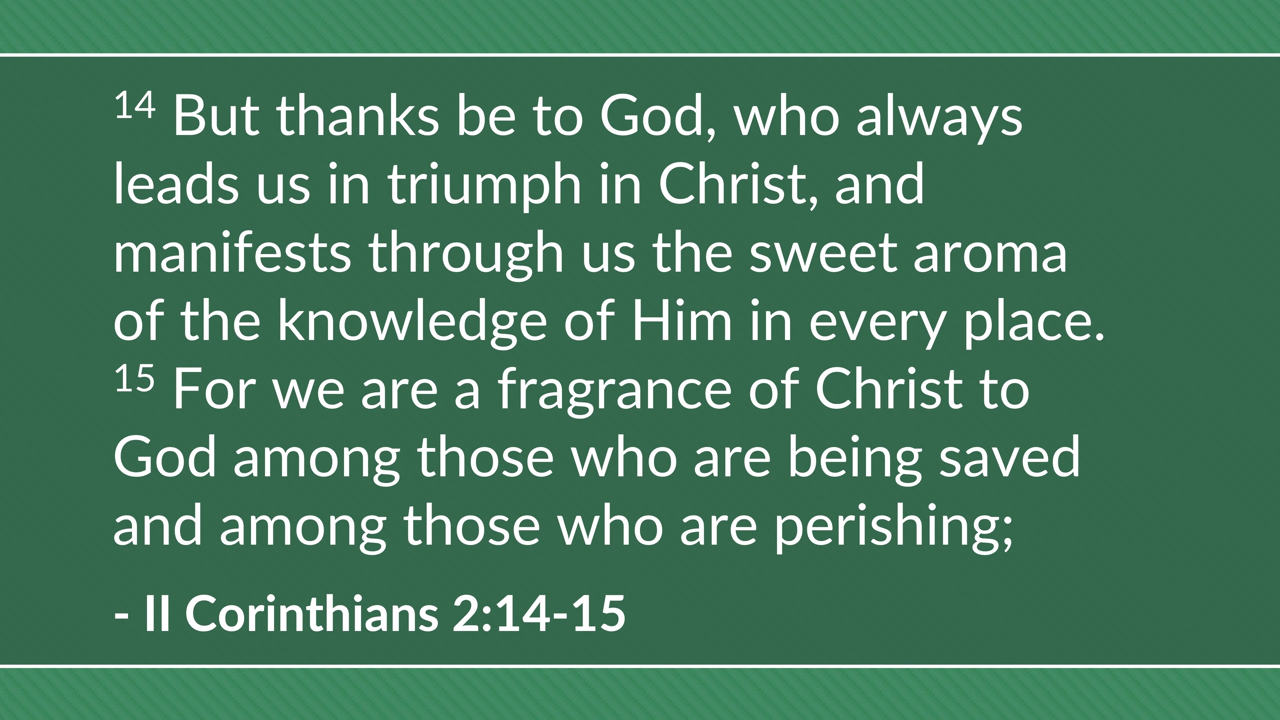 14 But thanks be to God, who always
leads us in triumph in Christ, and
manifests through us the sweet aroma
of the knowledge of Him in every place.
15 For we are a fragrance of Christ to
God among those who are being saved
and among those who are perishing;
- II Corinthians 2:14-15